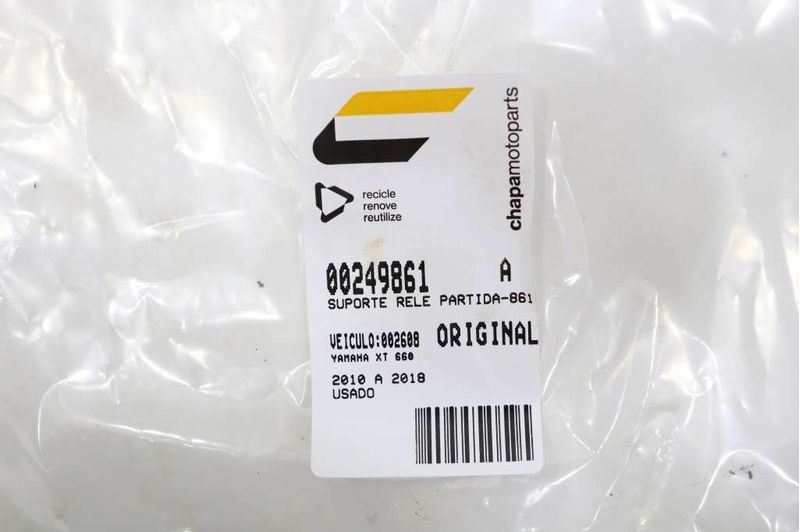 chapamotoparts
recicle
renove
reutilize
00249861 A
SUPORTE RELE PARTIDA-861
VEICULO:002608 ORIGINAL
YAMAHA XT 660
2010 A 2018
USADO